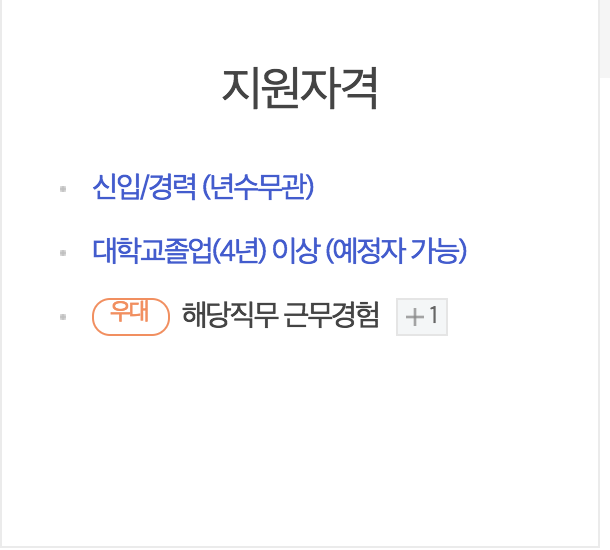 지원자격
신입/경력 (년수무관)
대학교졸업(4년) 이상 (예정자 가능)
우대 해당직무 근무경험 +1